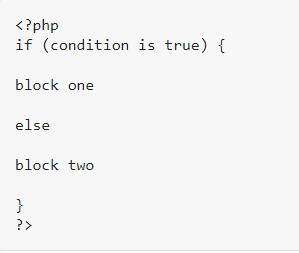 <?php
if (condition is true) {
block one
else
block two
}
?>